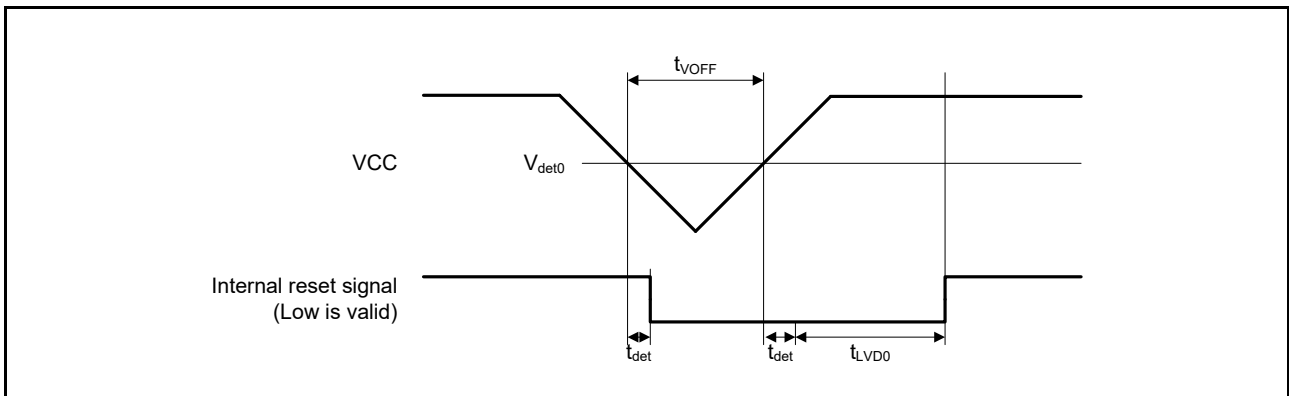 tVOFF
VCC
Vdet0
Internal reset signal
(Low is valid)
tdet
tdet
tLVD0